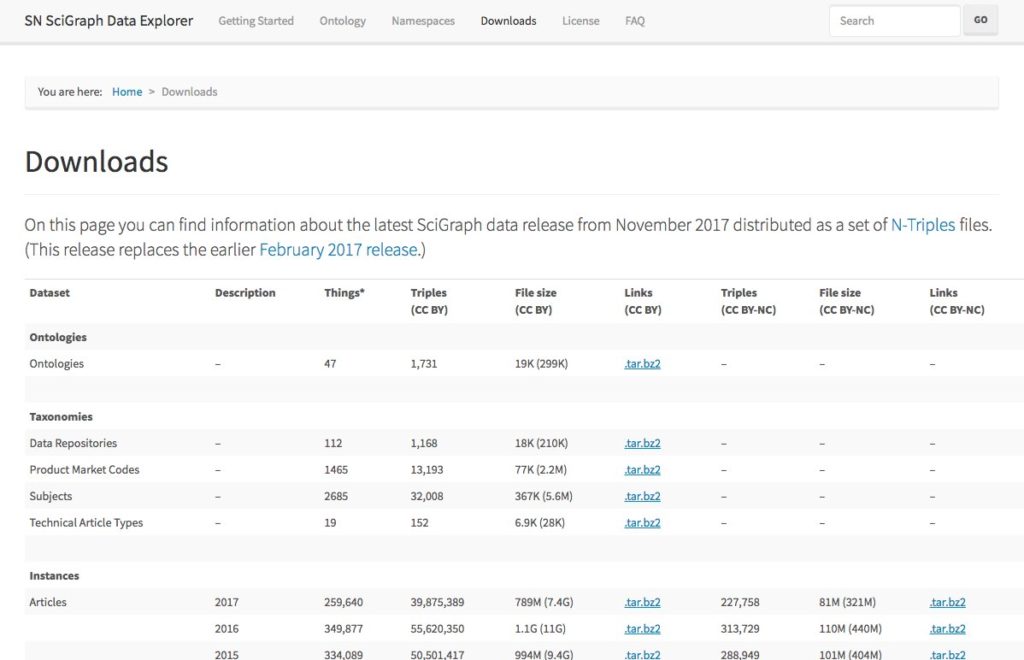 SN SciGraph Data Explorer Getting Started Ontology Namespaces Downloads License FAQ Search GO
You are here: Home > Downloads
Downloads
On this page you can find information about the latest SciGraph data release from November 2017 distributed as a set of N-Triples files.
(This release replaces the earlier February 2017 release.)
Dataset Description Things* Triples File size Links Triples File size Links
(CC BY) (CC BY) (CC BY) (CC BY-NC) (CC BY-NC) (CC BY-NC)
Ontologies
Ontologies – 47 1,731 19K (299K) .tar.bz2 – – –
Taxonomies
Data Repositories – 112 1,168 18K (210K) .tar.bz2 – – –
Product Market Codes – 1465 13,193 77K (2.2M) .tar.bz2 – – –
Subjects – 2685 32,008 367K (5.6M) .tar.bz2 – – –
Technical Article Types – 19 152 6.9K (28K) .tar.bz2 – – –
Instances
Articles 2017 259,640 39,875,389 789M (7.4G) .tar.bz2 227,758 81M (321M) .tar.bz2
2016 349,877 55,620,350 1.1G (11G) .tar.bz2 313,729 110M (440M) .tar.bz2
2015 334,089 50,501,417 994M (9.4G) .tar.bz2 288,949 101M (404M) .tar.bz2